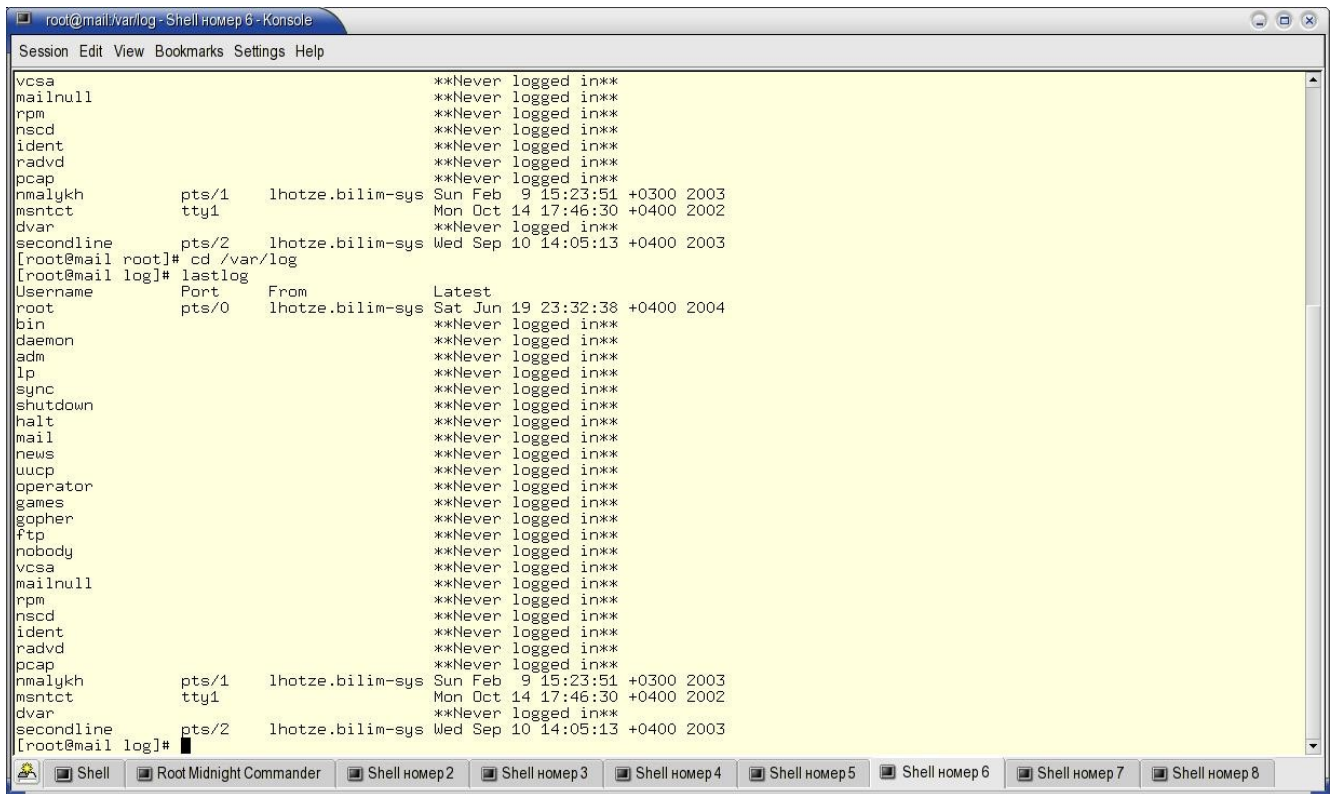 root@mail:/var/log - Shell номер 6 - Konsole
Session Edit View Bookmarks Settings Help
vcsa **Never logged in**
mailnull **Never logged in**
rpm **Never logged in**
nscd **Never logged in**
ident **Never logged in**
radvd **Never logged in**
pcap **Never logged in**
nmalykh pts/1 lhotze.bilim-sys Sun Feb 9 15:23:51 +0300 2003
msntct tty1 Mon Oct 14 17:46:30 +0400 2002
dvar **Never logged in**
secondline pts/2 lhotze.bilim-sys Wed Sep 10 14:05:13 +0400 2003
[root@mail root]# cd /var/log
[root@mail log]# lastlog
Username Port From Latest
root pts/0 lhotze.bilim-sys Sat Jun 19 23:32:38 +0400 2004
bin **Never logged in**
daemon **Never logged in**
adm **Never logged in**
lp **Never logged in**
sync **Never logged in**
shutdown **Never logged in**
halt **Never logged in**
mail **Never logged in**
news **Never logged in**
uucp **Never logged in**
operator **Never logged in**
games **Never logged in**
gopher **Never logged in**
ftp **Never logged in**
nobody **Never logged in**
vcsa **Never logged in**
mailnull **Never logged in**
rpm **Never logged in**
nscd **Never logged in**
ident **Never logged in**
radvd **Never logged in**
pcap **Never logged in**
nmalykh pts/1 lhotze.bilim-sys Sun Feb 9 15:23:51 +0300 2003
msntct tty1 Mon Oct 14 17:46:30 +0400 2002
dvar **Never logged in**
secondline pts/2 lhotze.bilim-sys Wed Sep 10 14:05:13 +0400 2003
[root@mail log]#
Shell Root Midnight Commander Shell номер 2 Shell номер 3 Shell номер 4 Shell номер 5 Shell номер 6 Shell номер 7 Shell номер 8